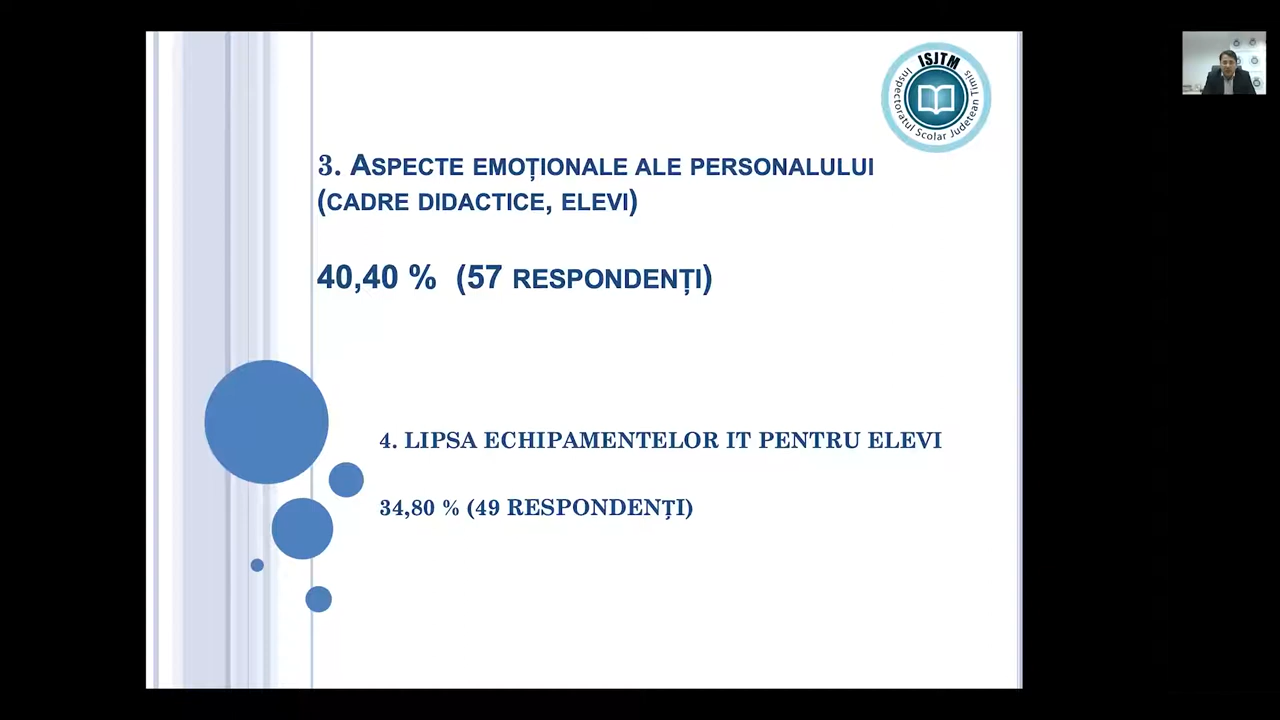 ISJTM
Inspectoratul Școlar Județean Timiș
3. ASPECTE EMOȚIONALE ALE PERSONALULUI
(CADRE DIDACTICE, ELEVI)
40,40 % (57 RESPONDENȚI)
4. LIPSA ECHIPAMENTELOR IT PENTRU ELEVI
34,80 % (49 RESPONDENȚI)